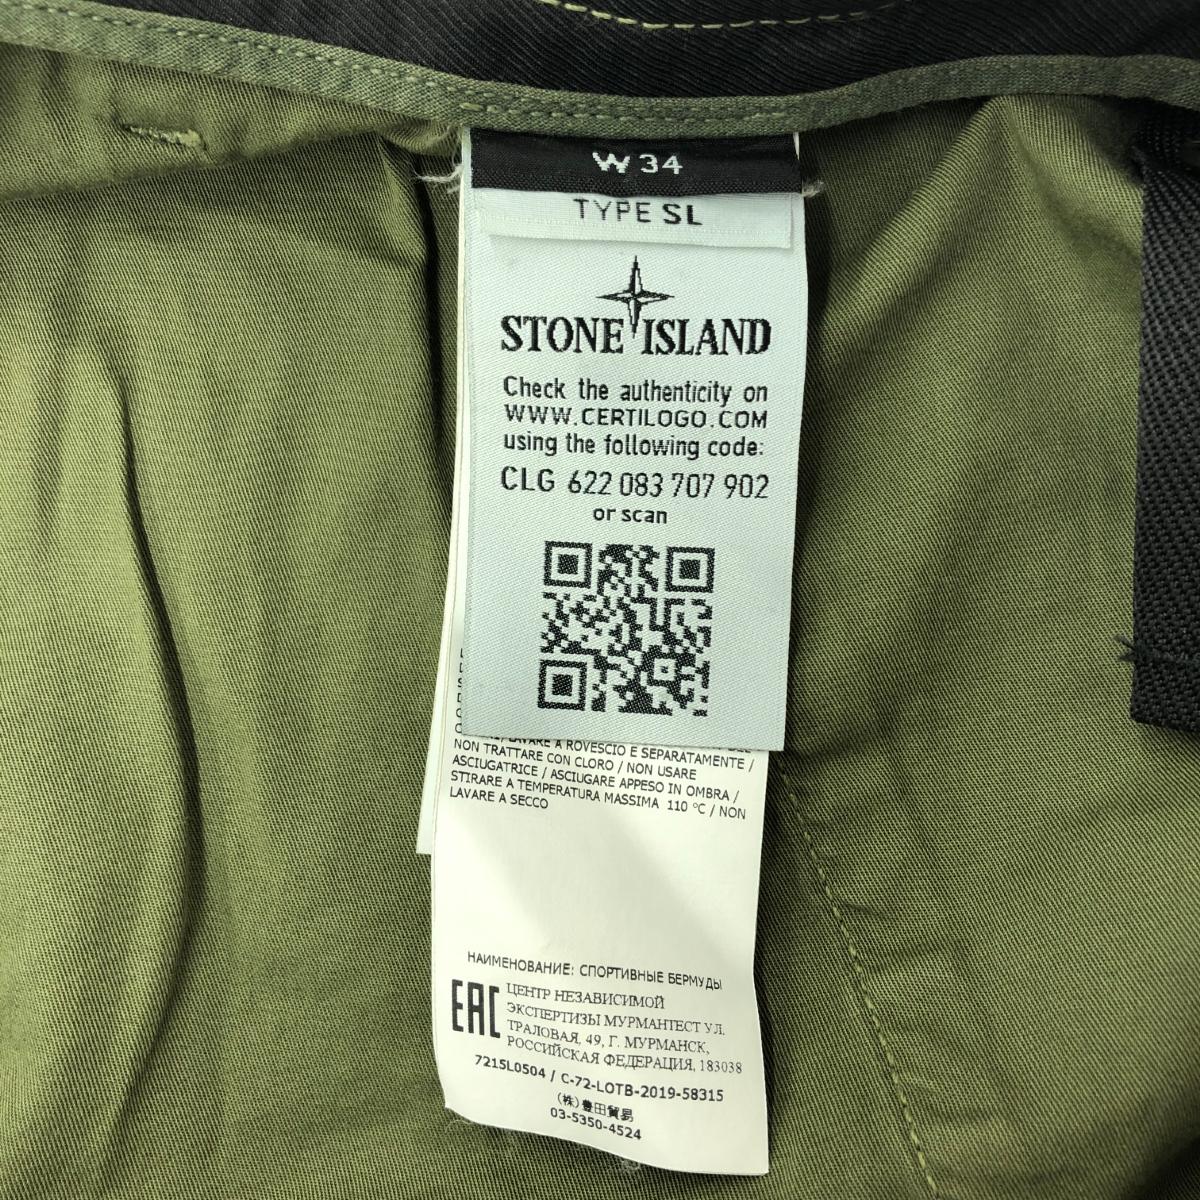 W 34
TYPE SL
STONE ISLAND
Check the authenticity on
WWW.CERTILOGO.COM
using the following code:
CLG 622 083 707 902
or scan
LAVARE A ROVESCIO E SEPARATAMENTE /
NON TRATTARE CON CLORO / NON USARE
ASCIUGATRICE / ASCIUGARE APPESO IN OMBRA /
STIRARE A TEMPERATURA MASSIMA 110 °C / NON
LAVARE A SECCO
НАИМЕНОВАНИЕ: СПОРТИВНЫЕ БЕРМУДЫ
EAC
ЦЕНТР НЕЗАВИСИМОЙ
ЭКСПЕРТИЗЫ МУРМАНТЕСТ УЛ.
ТРАЛОВАЯ, 49, Г. МУРМАНСК,
РОССИЙСКАЯ ФЕДЕРАЦИЯ, 183038
7215L0504 / C-72-LOTB-2019-58315
(株)豊田貿易
03-5350-4524